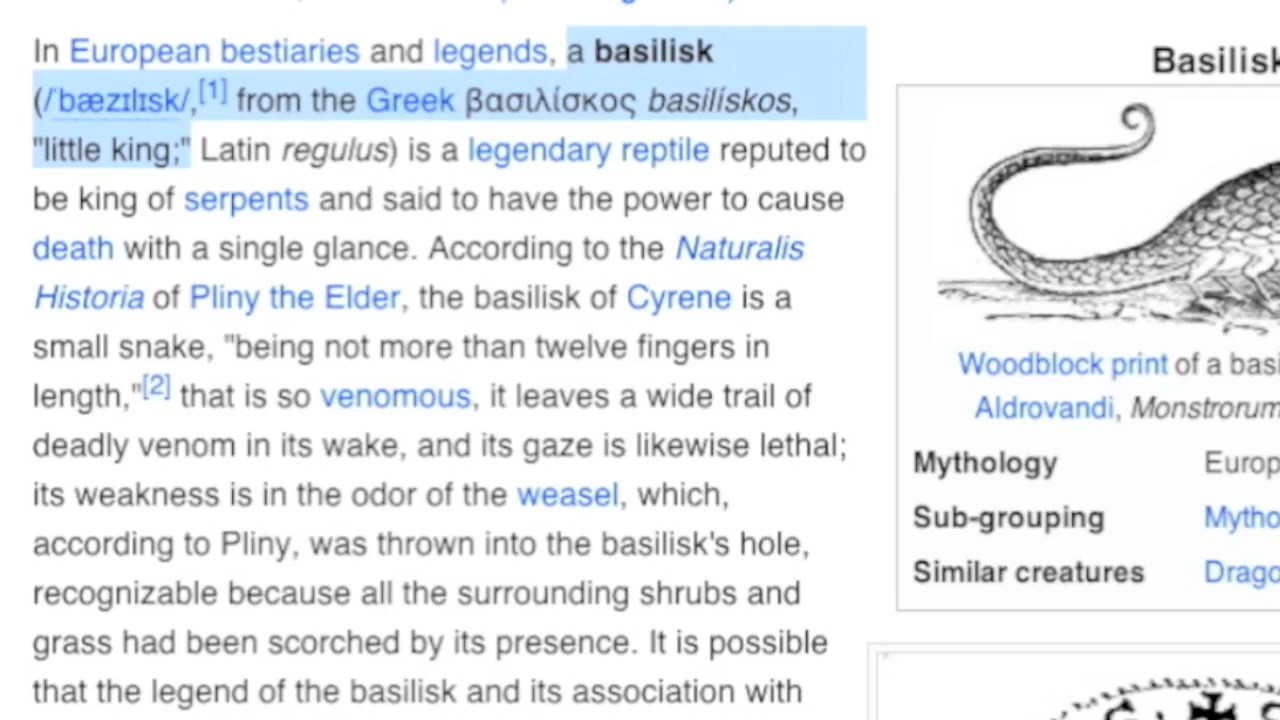 In European bestiaries and legends, a basilisk
(/ˈbæzɪlɪsk/,[1] from the Greek βασιλίσκος basilískos,
"little king;" Latin regulus) is a legendary reptile reputed to
be king of serpents and said to have the power to cause
death with a single glance. According to the Naturalis
Historia of Pliny the Elder, the basilisk of Cyrene is a
small snake, "being not more than twelve fingers in
length,"[2] that is so venomous, it leaves a wide trail of
deadly venom in its wake, and its gaze is likewise lethal;
its weakness is in the odor of the weasel, which,
according to Pliny, was thrown into the basilisk's hole,
recognizable because all the surrounding shrubs and
grass had been scorched by its presence. It is possible
that the legend of the basilisk and its association with
Basilisk
Woodblock print of a basi
Aldrovandi, Monstrorum
Mythology Europ
Sub-grouping Mytho
Similar creatures Drago